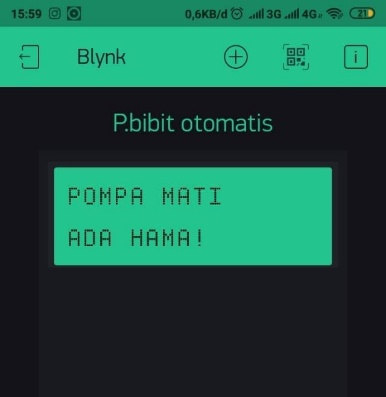 15:59 0,6KB/d 3G 4G 21
Blynk
P.bibit otomatis
POMPA MATI
ADA HAMA!